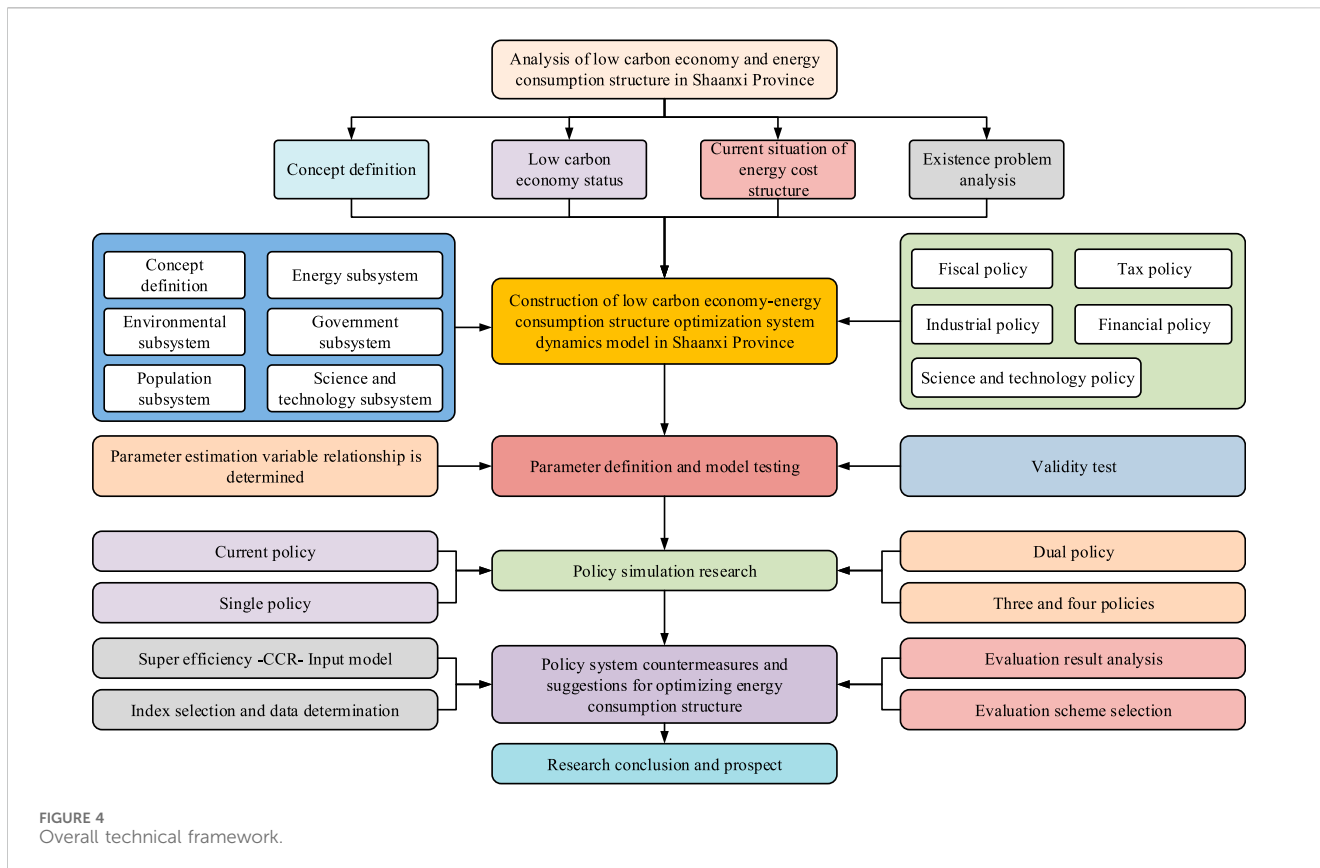 Analysis of low carbon economy and energy
consumption structure in Shaanxi Province
Concept definition
Low carbon
economy status
Current situation of
energy cost
structure
Existence problem
analysis
Concept
definition
Energy subsystem
Environmental
subsystem
Government
subsystem
Population
subsystem
Science and
technology subsystem
Construction of low carbon economy-energy
consumption structure optimization system
dynamics model in Shaanxi Province
Fiscal policy
Tax policy
Industrial policy
Financial policy
Science and technology policy
Parameter estimation variable relationship is
determined
Parameter definition and model testing
Validity test
Current policy
Single policy
Policy simulation research
Dual policy
Three and four policies
Super efficiency -CCR- Input model
Index selection and data determination
Policy system countermeasures and
suggestions for optimizing energy
consumption structure
Evaluation result analysis
Evaluation scheme selection
Research conclusion and prospect
FIGURE 4
Overall technical framework.